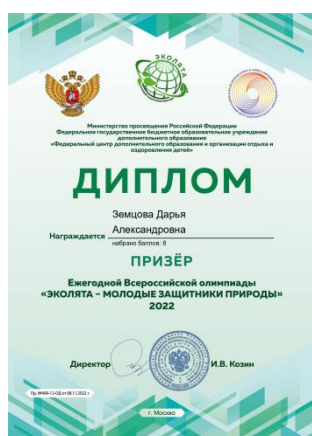 ЭКОЛЯТА
Министерство просвещения Российской Федерации
Федеральное государственное бюджетное образовательное учреждение
дополнительного образования
«Федеральный центр дополнительного образования и организации отдыха и
оздоровления детей»
ДИПЛОМ
Земцова Дарья
Награждается Александровна
набрано баллов: 8
ПРИЗЁР
Ежегодной Всероссийской олимпиады
«ЭКОЛЯТА – МОЛОДЫЕ ЗАЩИТНИКИ ПРИРОДЫ»
2022
Директор И.В. Козин
г. Москва